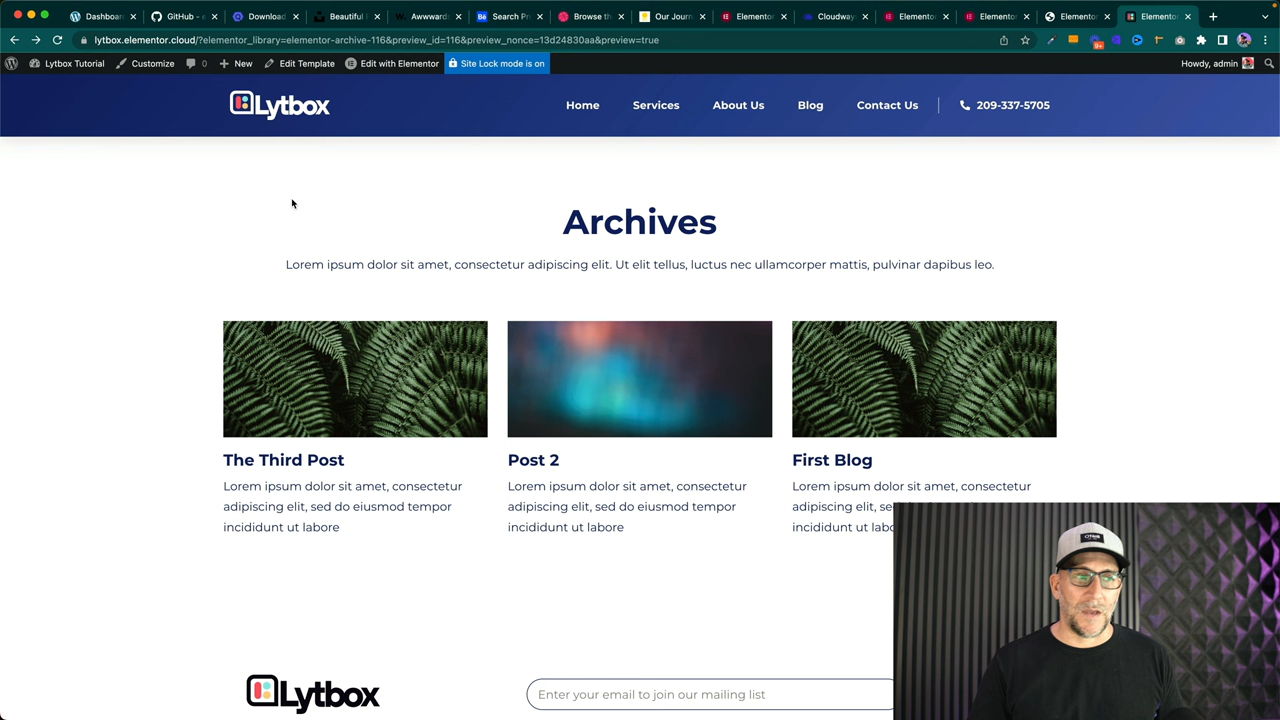 Dashboard
GitHub - e
Download
Beautiful
Awwward
Search Pr
Browse th
Our Journ
Elementor
Cloudway
Elementor
Elementor
Elementor
Elementor
lytbox.elementor.cloud/?elementor_library=elementor-archive-116&preview_id=116&preview_nonce=13d24830aa&preview=true
Lytbox Tutorial
Customize
0
New
Edit Template
Edit with Elementor
Site Lock mode is on
Howdy, admin
Lytbox
Home
Services
About Us
Blog
Contact Us
209-337-5705
Archives
Lorem ipsum dolor sit amet, consectetur adipiscing elit. Ut elit tellus, luctus nec ullamcorper mattis, pulvinar dapibus leo.
The Third Post
Lorem ipsum dolor sit amet, consectetur
adipiscing elit, sed do eiusmod tempor
incididunt ut labore
Post 2
Lorem ipsum dolor sit amet, consectetur
adipiscing elit, sed do eiusmod tempor
incididunt ut labore
First Blog
Lorem ipsum dolor sit amet, consectetur
adipiscing elit, se
incididunt ut labo
Lytbox
Enter your email to join our mailing list